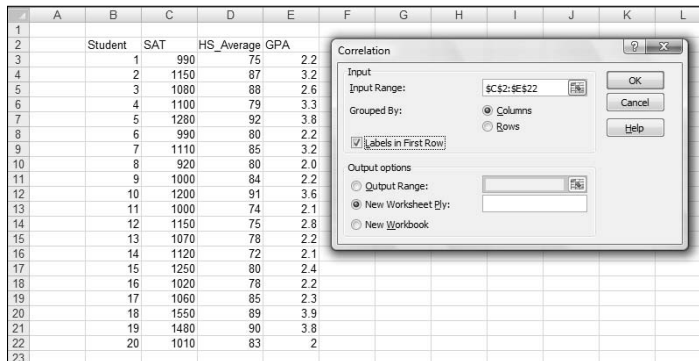 A B C D E F G H I J K L
1
2 Student SAT HS_Average GPA
3 1 990 75 2.2
4 2 1150 87 3.2
5 3 1080 88 2.6
6 4 1100 79 3.3
7 5 1280 92 3.8
8 6 990 80 2.2
9 7 1110 85 3.2
10 8 920 80 2.0
11 9 1000 84 2.2
12 10 1200 91 3.6
13 11 1000 74 2.1
14 12 1150 75 2.8
15 13 1070 78 2.2
16 14 1120 72 2.1
17 15 1250 80 2.4
18 16 1020 78 2.2
19 17 1060 85 2.3
20 18 1550 89 3.9
21 19 1480 90 3.8
22 20 1010 83 2
23
Correlation
Input
Input Range: $C$2:$E$22
Grouped By: Columns
Rows
Labels in First Row
Output options
Output Range:
New Worksheet Ply:
New Workbook
OK
Cancel
Help